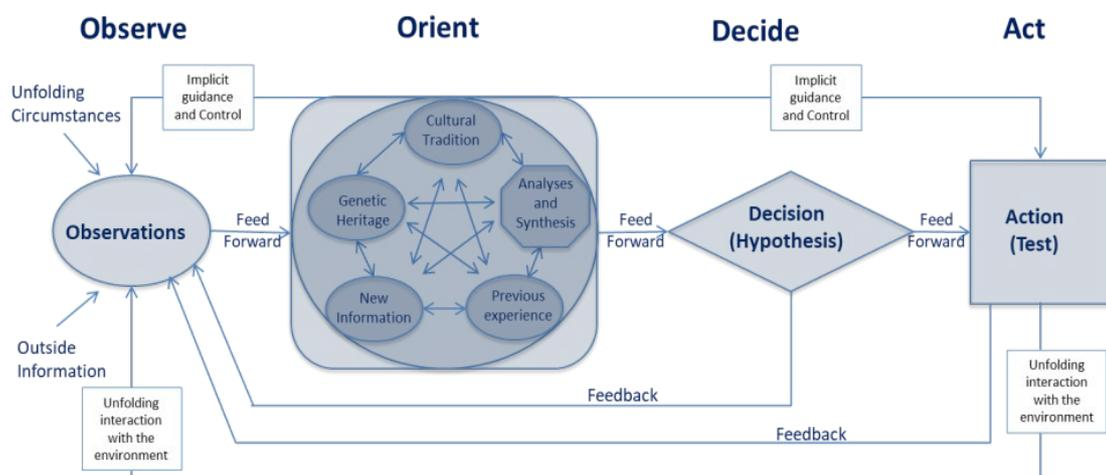 Observe
Orient
Decide
Act
Implicit
guidance
and Control
Implicit
guidance
and Control
Unfolding
Circumstances
Cultural
Tradition
Genetic
Heritage
Analyses
and
Synthesis
New
Information
Previous
experience
Observations
Feed
Forward
Feed
Forward
Decision
(Hypothesis)
Feed
Forward
Action
(Test)
Outside
Information
Unfolding
interaction
with the
environment
Feedback
Feedback
Unfolding
interaction
with the
environment